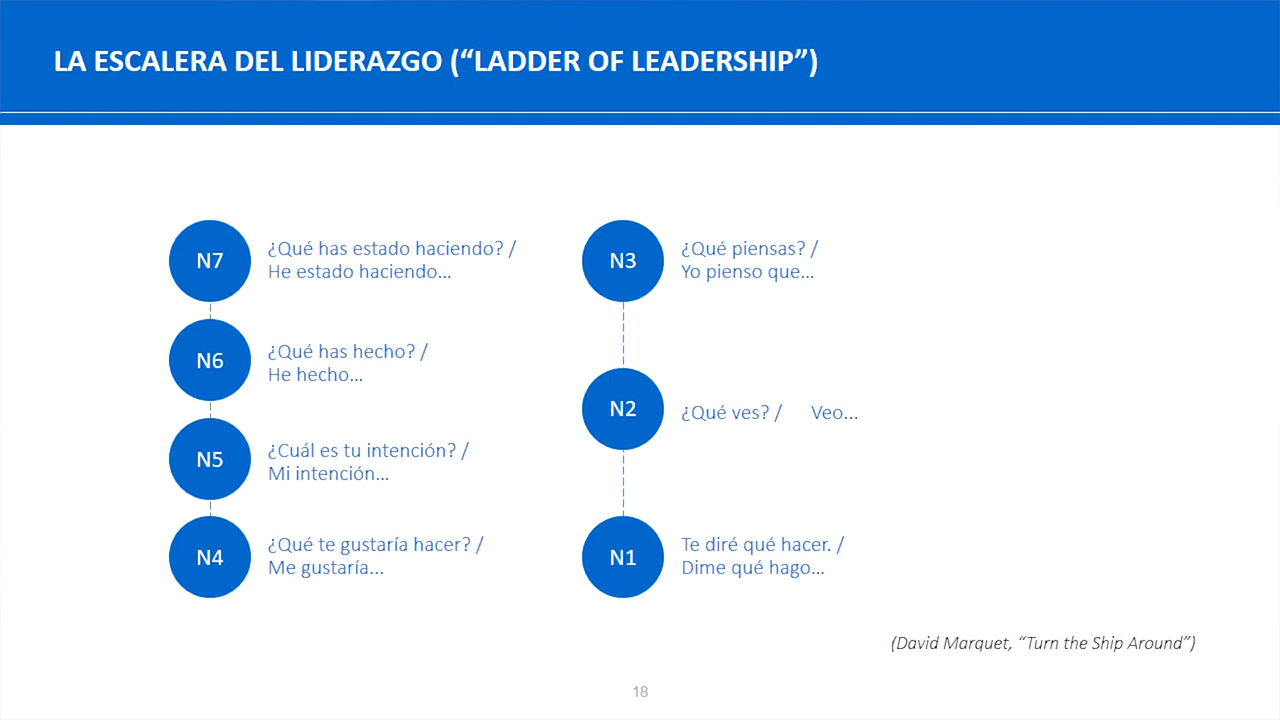 LA ESCALERA DEL LIDERAZGO (“LADDER OF LEADERSHIP”)
N7
¿Qué has estado haciendo? /
He estado haciendo...
N6
¿Qué has hecho? /
He hecho...
N5
¿Cuál es tu intención? /
Mi intención...
N4
¿Qué te gustaría hacer? /
Me gustaría...
N3
¿Qué piensas? /
Yo pienso que...
N2
¿Qué ves? / Veo...
N1
Te diré qué hacer. /
Dime qué hago...
(David Marquet, “Turn the Ship Around”)
18